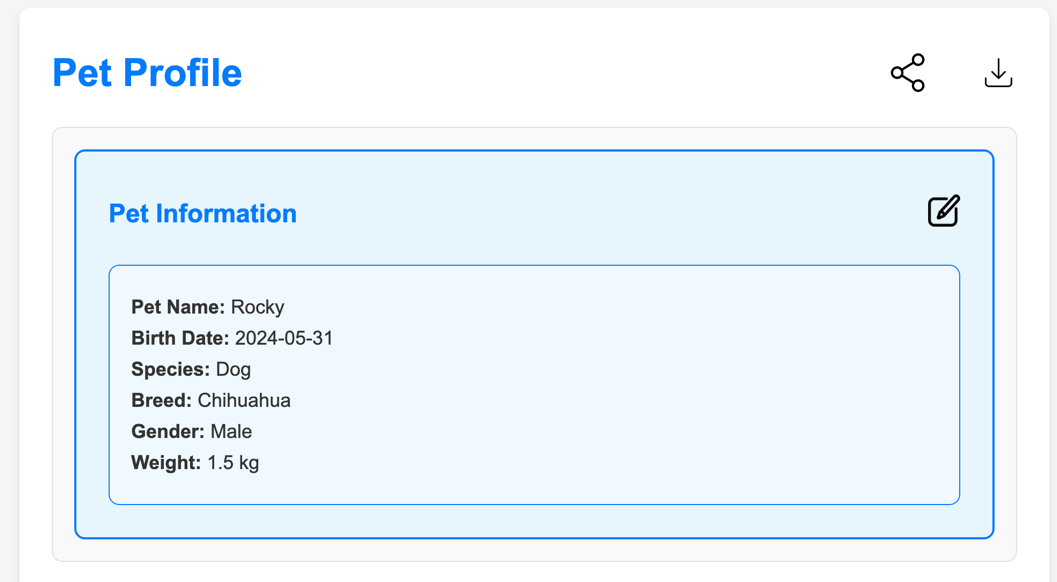 Pet Profile
Pet Information
Pet Name: Rocky
Birth Date: 2024-05-31
Species: Dog
Breed: Chihuahua
Gender: Male
Weight: 1.5 kg